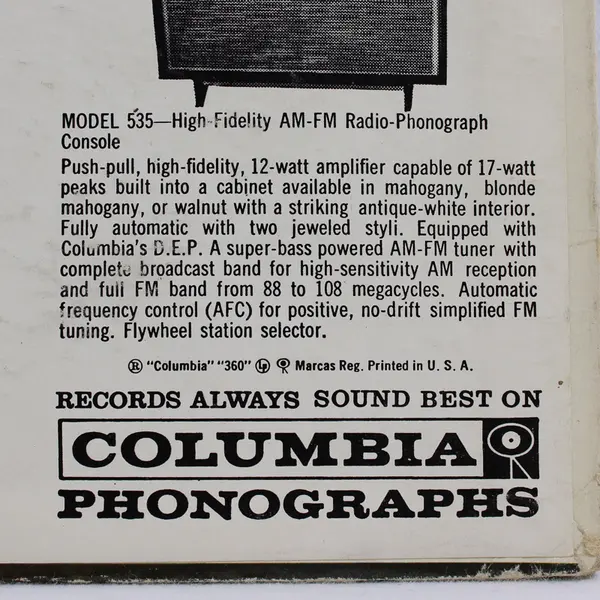 MODEL 535—High-Fidelity AM-FM Radio-Phonograph
Console
Push-pull, high-fidelity, 12-watt amplifier capable of 17-watt
peaks built into a cabinet available in mahogany, blonde
mahogany, or walnut with a striking antique-white interior.
Fully automatic with two jeweled styli. Equipped with
Columbia's D.E.P. A super-bass powered AM-FM tuner with
complete broadcast band for high-sensitivity AM reception
and full FM band from 88 to 108 megacycles. Automatic
frequency control (AFC) for positive, no-drift simplified FM
tuning. Flywheel station selector.
® "Columbia" "360" Marcas Reg. Printed in U. S. A.
RECORDS ALWAYS SOUND BEST ON
COLUMBIA
PHONOGRAPHS